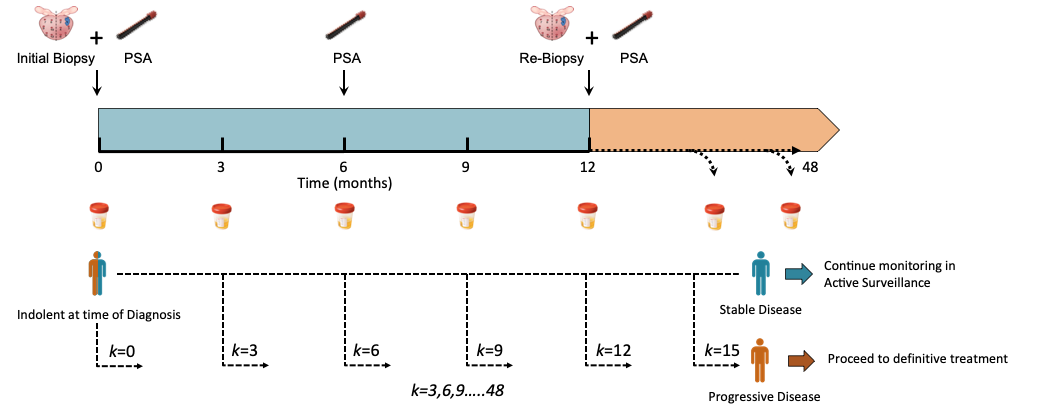 +
+
Initial Biopsy
PSA
PSA
Re-Biopsy
PSA
0
3
6
9
12
48
Time (months)
Continue monitoring in
Active Surveillance
Stable Disease
Indolent at time of Diagnosis
k=0
k=3
k=6
k=9
k=12
k=15
Proceed to definitive treatment
k=3,6,9.....48
Progressive Disease